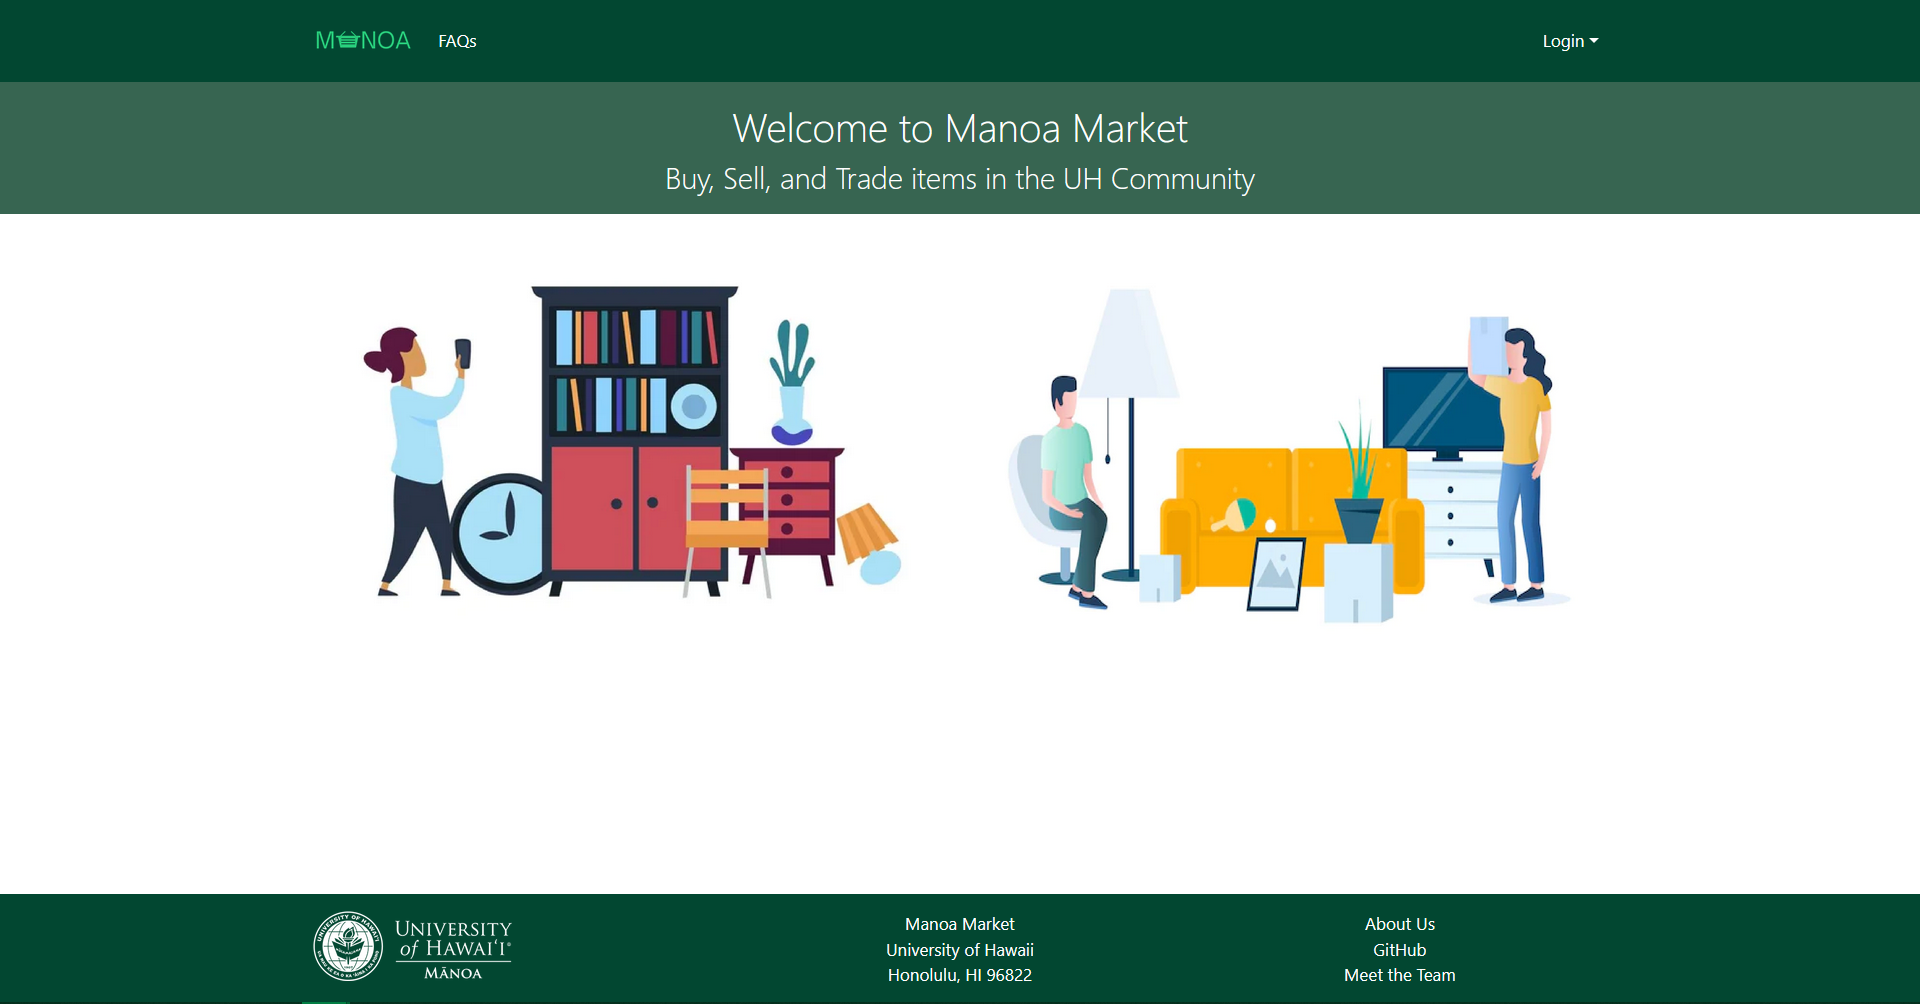 M NOA
FAQs
Login
Welcome to Manoa Market
Buy, Sell, and Trade items in the UH Community
UNIVERSITY
of HAWAIʻI®
MĀNOA
Manoa Market
University of Hawaii
Honolulu, HI 96822
About Us
GitHub
Meet the Team